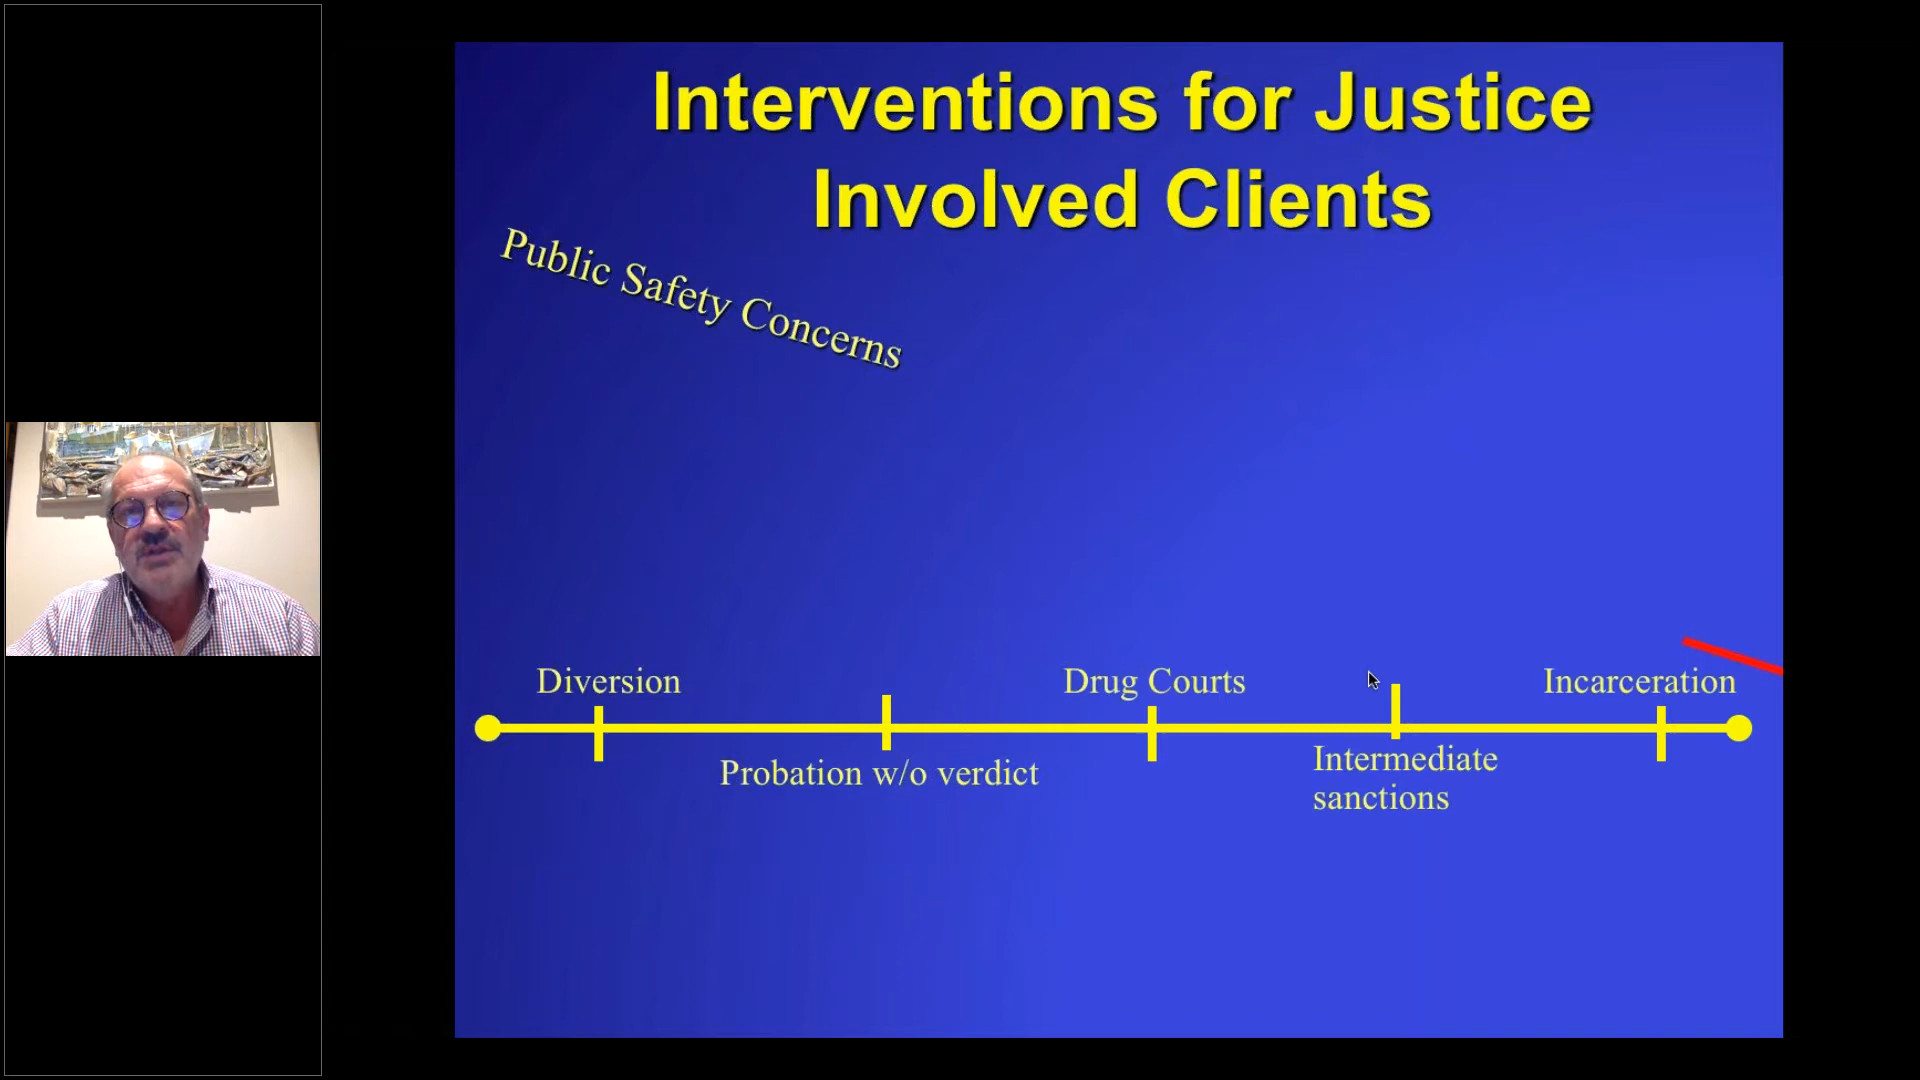 Interventions for Justice
Involved Clients
Public Safety Concerns
Diversion
Drug Courts
Incarceration
Probation w/o verdict
Intermediate
sanctions